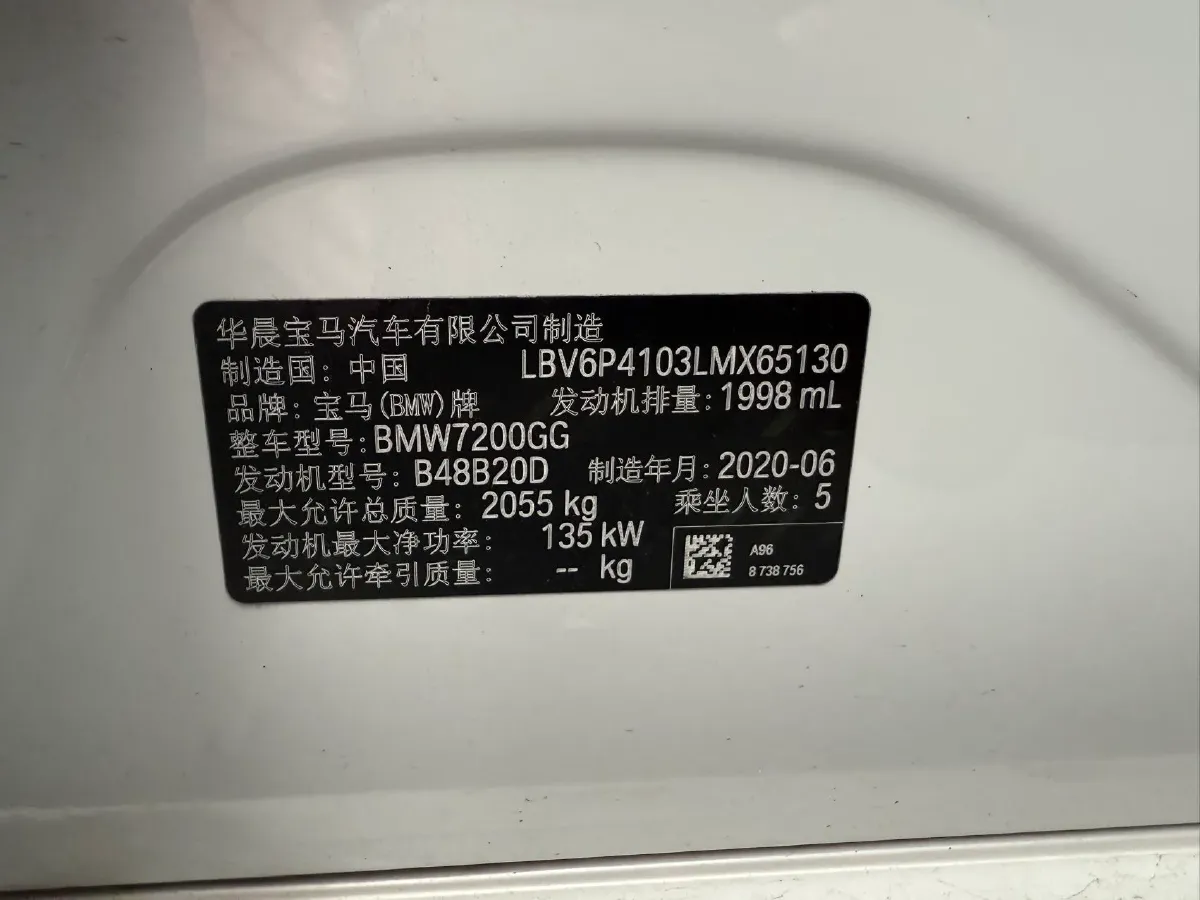 华晨宝马汽车有限公司制造
制造国：中国 LBV6P4103LMX65130
品牌：宝马(BMW)牌 发动机排量：1998 mL
整车型号：BMW7200GG
发动机型号：B48B20D 制造年月：2020-06
最大允许总质量：2055 kg 乘坐人数：5
发动机最大净功率：135 kW
最大允许牵引质量：-- kg
A96
8 738 756